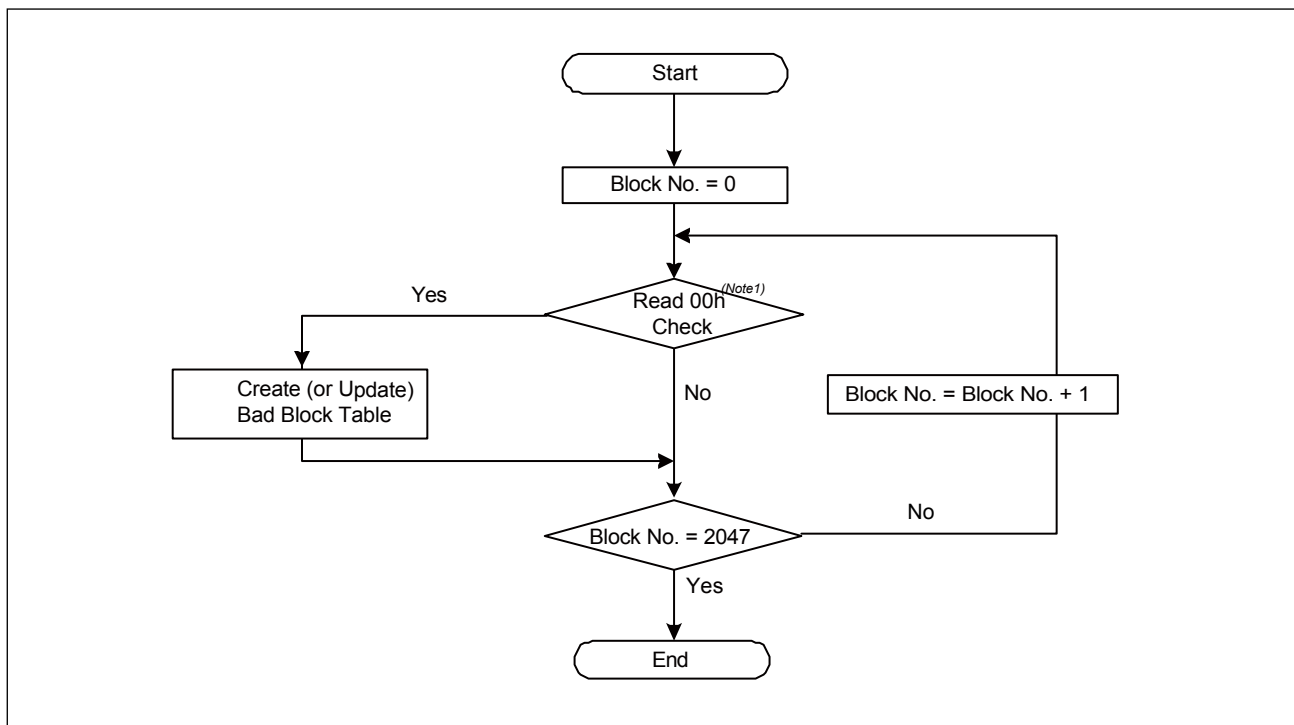 Start
Block No. = 0
Yes
Read 00h (Note1)
Check
Create (or Update)
Bad Block Table
No
Block No. = Block No. + 1
Block No. = 2047
No
Yes
End